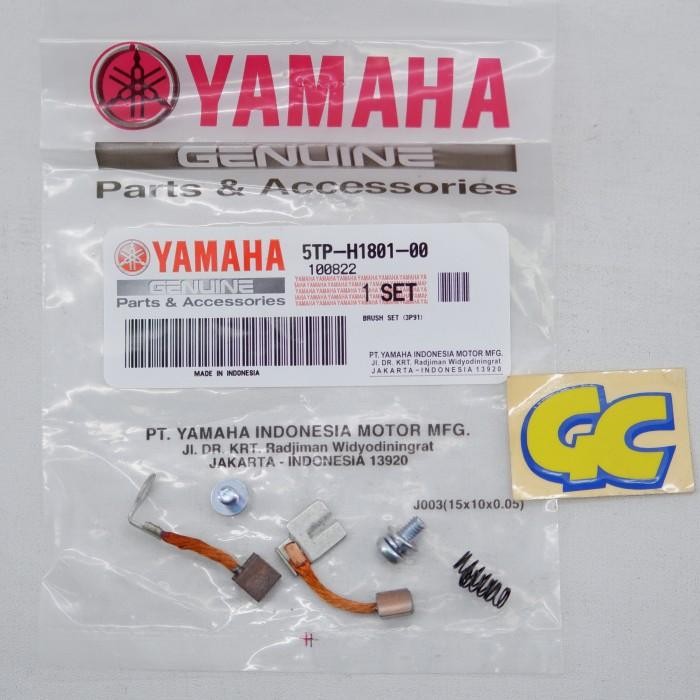 YAMAHA
GENUINE
Parts & Accessories
YAMAHA
GENUINE
Parts & Accessories
5TP-H1801-00
100822
1 SET
BRUSH SET (3P91)
MADE IN INDONESIA
PT. YAMAHA INDONESIA MOTOR MFG.
Jl. DR. KRT. Radjiman Widyodiningrat
JAKARTA-INDONESIA 13920
GC
PT. YAMAHA INDONESIA MOTOR MFG.
Jl. DR. KRT. Radjiman Widyodiningrat
JAKARTA - INDONESIA 13920
J003(15x10x0.05)
H